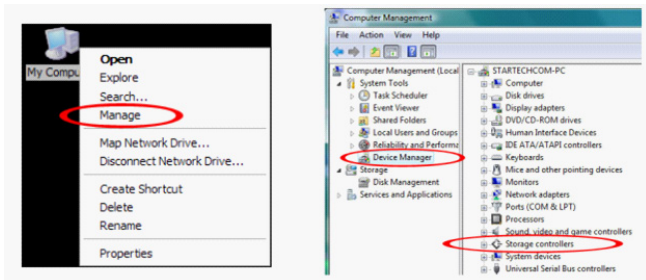 My Compu
Open
Explore
Search...
Manage
Map Network Drive...
Disconnect Network Drive...
Create Shortcut
Delete
Rename
Properties
Computer Management
File Action View Help
Computer Management (Local
System Tools
Task Scheduler
Event Viewer
Shared Folders
Local Users and Groups
Reliability and Performa
Device Manager
Storage
Disk Management
Services and Applications
STARTECHCOM-PC
Computer
Disk drives
Display adapters
DVD/CD-ROM drives
Human Interface Devices
IDE ATA/ATAPI controllers
Keyboards
Mice and other pointing devices
Monitors
Network adapters
Ports (COM & LPT)
Processors
Sound, video and game controllers
Storage controllers
System devices
Universal Serial Bus controllers